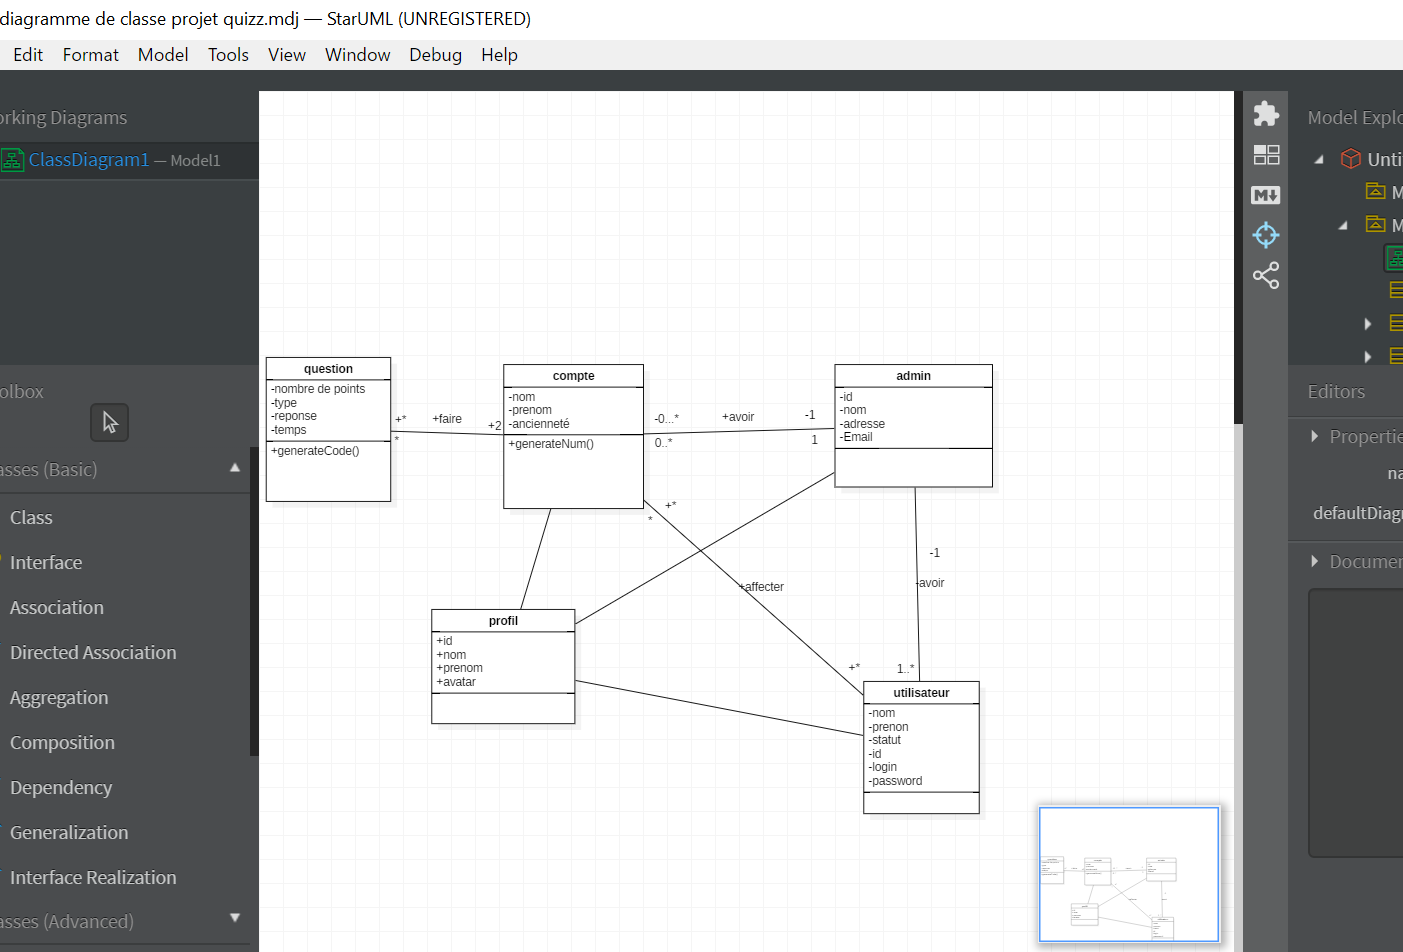 diagramme de classe projet quizz.mdj — StarUML (UNREGISTERED)
Edit Format Model Tools View Window Debug Help
orking Diagrams
ClassDiagram1 — Model1
olbox
asses (Basic)
Class
Interface
Association
Directed Association
Aggregation
Composition
Dependency
Generalization
Interface Realization
asses (Advanced)
question
-nombre de points
-type
-reponse
-temps
+generateCode()
+*
*
+faire
+2
compte
-nom
-prenom
-ancienneté
+generateNum()
-0...*
0..*
+avoir
-1
1
admin
-id
-nom
-adresse
-Email
+*
*
+affecter
+*
-1
-avoir
1..*
profil
+id
+nom
+prenom
+avatar
utilisateur
-nom
-prenon
-statut
-id
-login
-password
M
Model Explo
Unti
M
M
Editors
Propertie
na
defaultDiagr
Documen